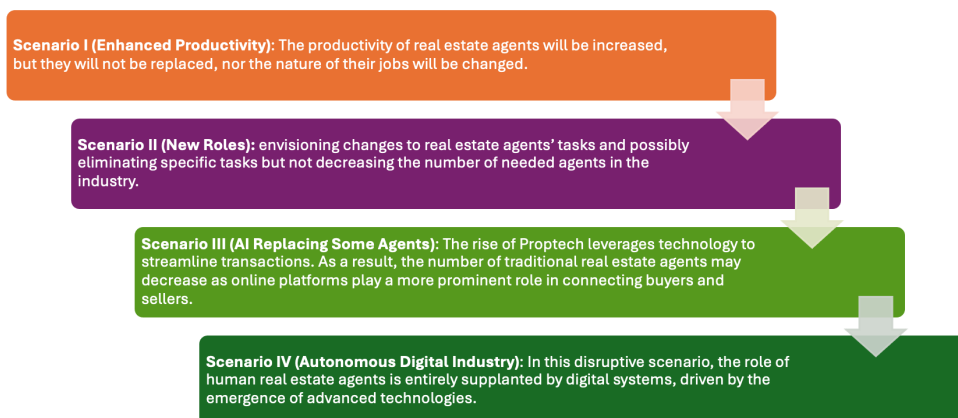 Scenario I (Enhanced Productivity): The productivity of real estate agents will be increased,
but they will not be replaced, nor the nature of their jobs will be changed.
Scenario II (New Roles): envisioning changes to real estate agents’ tasks and possibly
eliminating specific tasks but not decreasing the number of needed agents in the
industry.
Scenario III (AI Replacing Some Agents): The rise of Proptech leverages technology to
streamline transactions. As a result, the number of traditional real estate agents may
decrease as online platforms play a more prominent role in connecting buyers and
sellers.
Scenario IV (Autonomous Digital Industry): In this disruptive scenario, the role of
human real estate agents is entirely supplanted by digital systems, driven by the
emergence of advanced technologies.